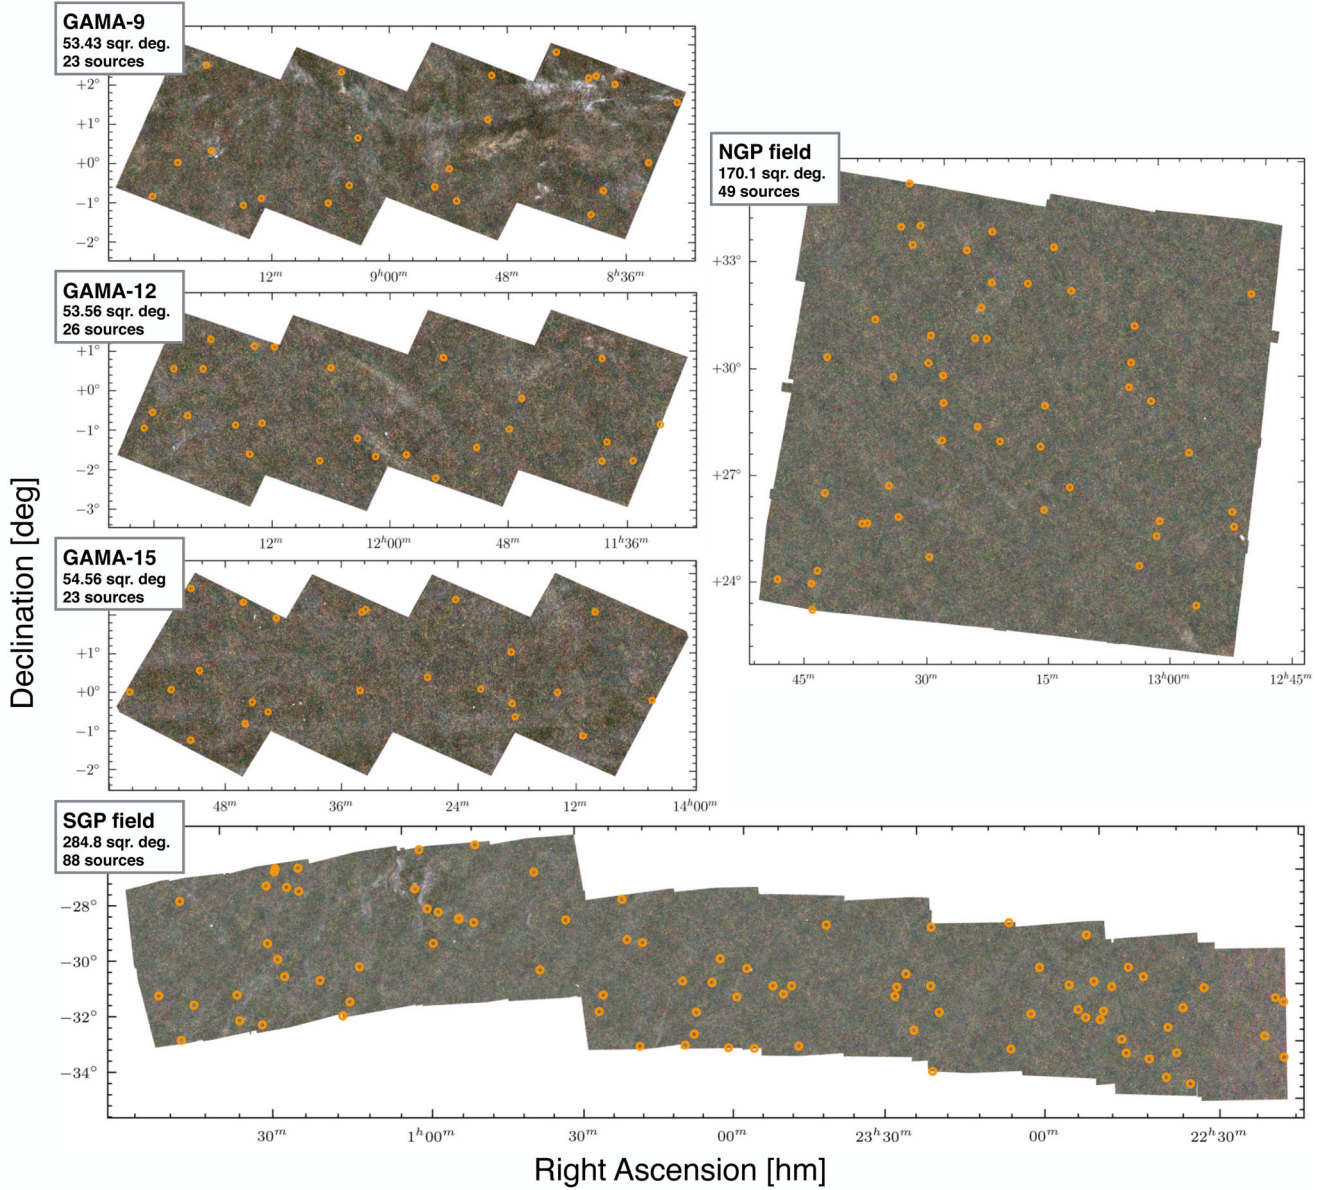 GAMA-9
53.43 sqr. deg.
23 sources
+2°
+1°
+0°
−1°
−2°
12ᵐ
9ʰ00ᵐ
48ᵐ
8ʰ36ᵐ
GAMA-12
53.56 sqr. deg.
26 sources
+1°
+0°
−1°
−2°
−3°
12ᵐ
12ʰ00ᵐ
48ᵐ
11ʰ36ᵐ
GAMA-15
54.56 sqr. deg
23 sources
+1°
+0°
−1°
−2°
48ᵐ
36ᵐ
24ᵐ
12ᵐ
14ʰ00ᵐ
NGP field
170.1 sqr. deg.
49 sources
+33°
+30°
+27°
+24°
45ᵐ
30ᵐ
15ᵐ
13ʰ00ᵐ
12ʰ45ᵐ
SGP field
284.8 sqr. deg.
88 sources
−28°
−30°
−32°
−34°
30ᵐ
1ʰ00ᵐ
30ᵐ
00ᵐ
23ʰ30ᵐ
00ᵐ
22ʰ30ᵐ
Declination [deg]
Right Ascension [hm]